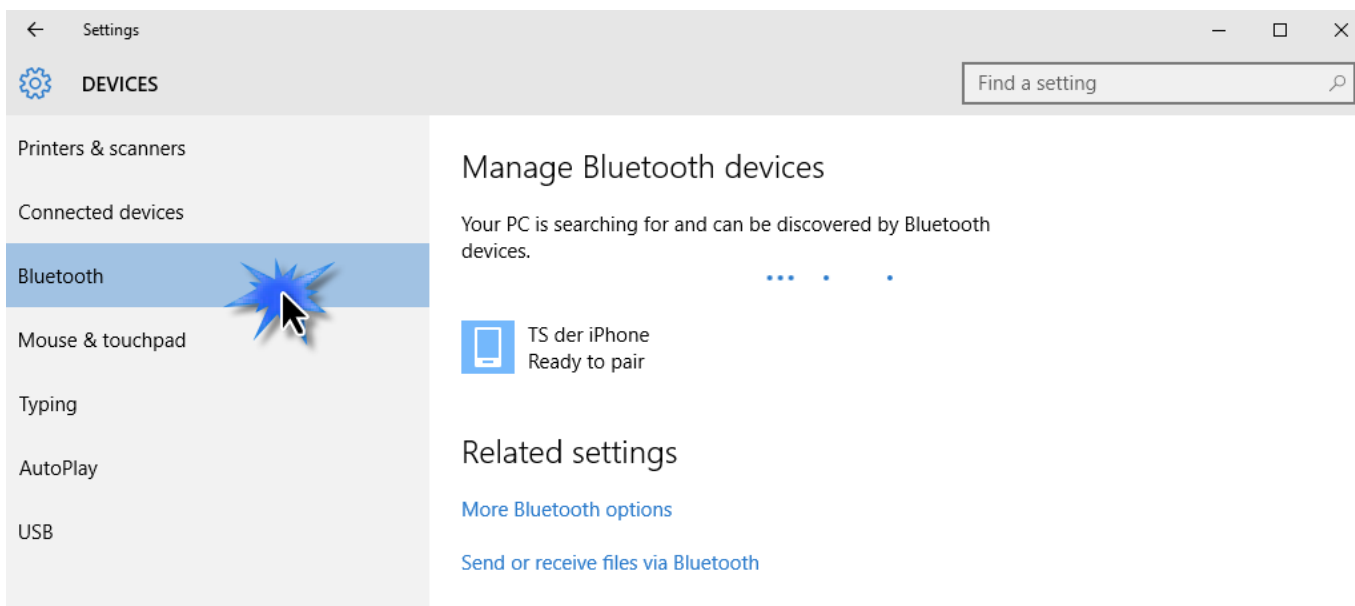 Settings
DEVICES
Find a setting
Printers & scanners
Connected devices
Bluetooth
Mouse & touchpad
Typing
AutoPlay
USB
Manage Bluetooth devices
Your PC is searching for and can be discovered by Bluetooth
devices.
TS der iPhone
Ready to pair
Related settings
More Bluetooth options
Send or receive files via Bluetooth